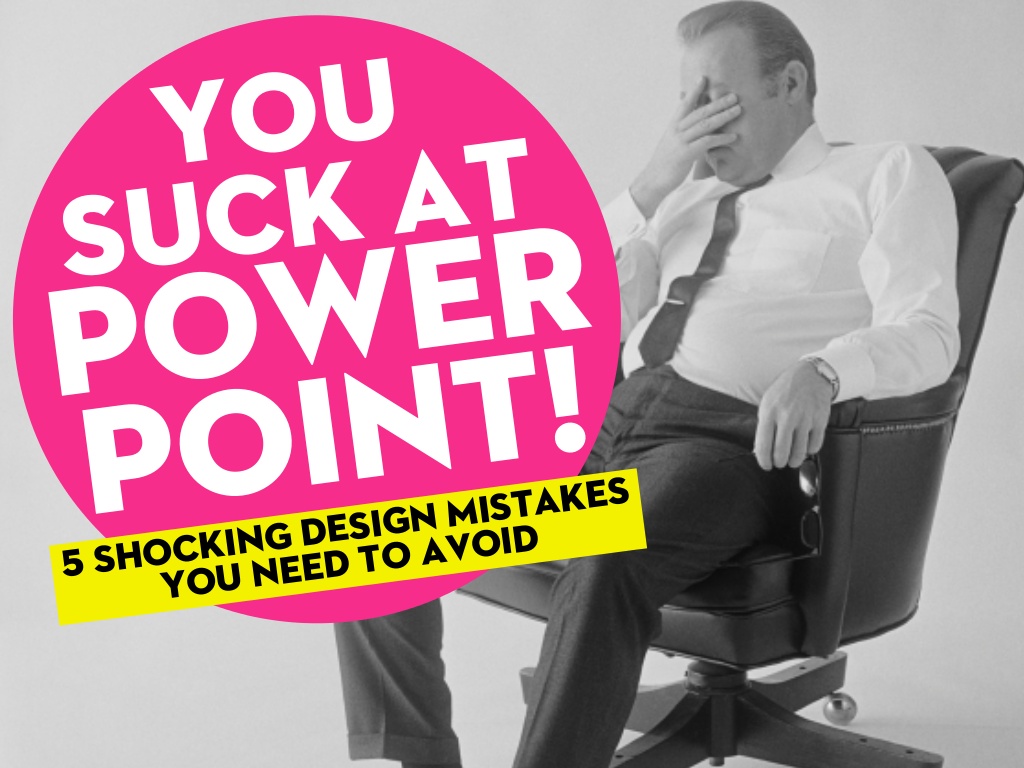 YOU
SUCK AT
POWER
POINT!
5 SHOCKING DESIGN MISTAKES
YOU NEED TO AVOID